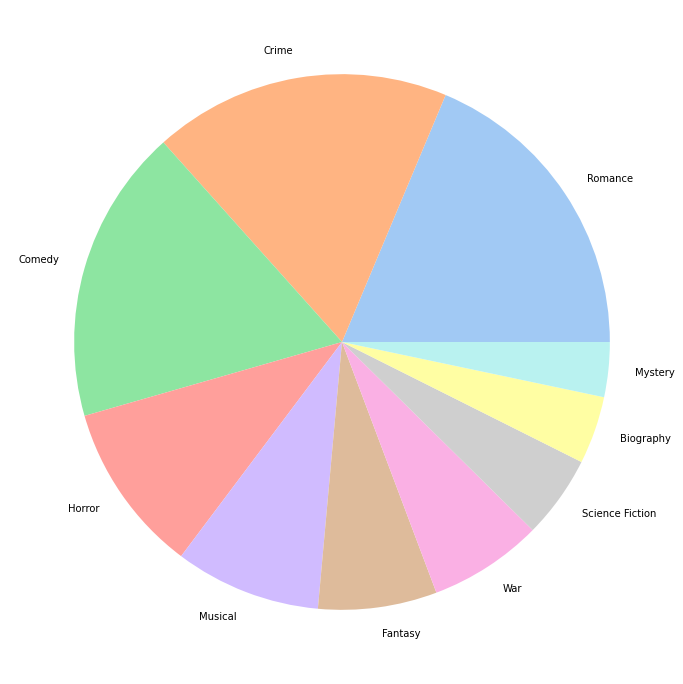 Crime
Romance
Comedy
Mystery
Biography
Horror
Science Fiction
War
Musical
Fantasy